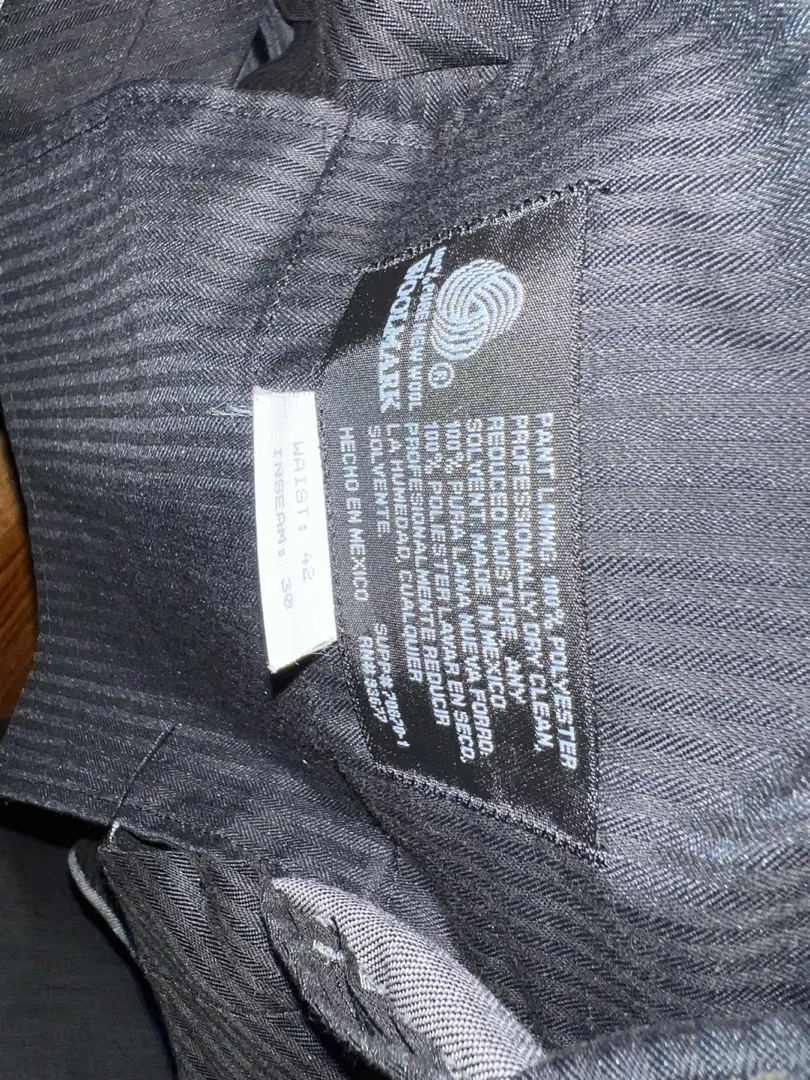 100% PURE NEW WOOL
WOOLMARK
®
PANT LINING 100% POLYESTER
PROFESSIONALLY DRY CLEAN,
REDUCED MOISTURE, ANY
SOLVENT. MADE IN MEXICO
100% PURA LANA NUEVA FORRO,
100% POLIESTER LAVAR EN SECO.
PROFESIONALMENTE REDUCIR
LA HUMEDAD, CUALQUIER
SOLVENTE.
HECHO EN MEXICO
WAIST: 42
INSEAM: 30